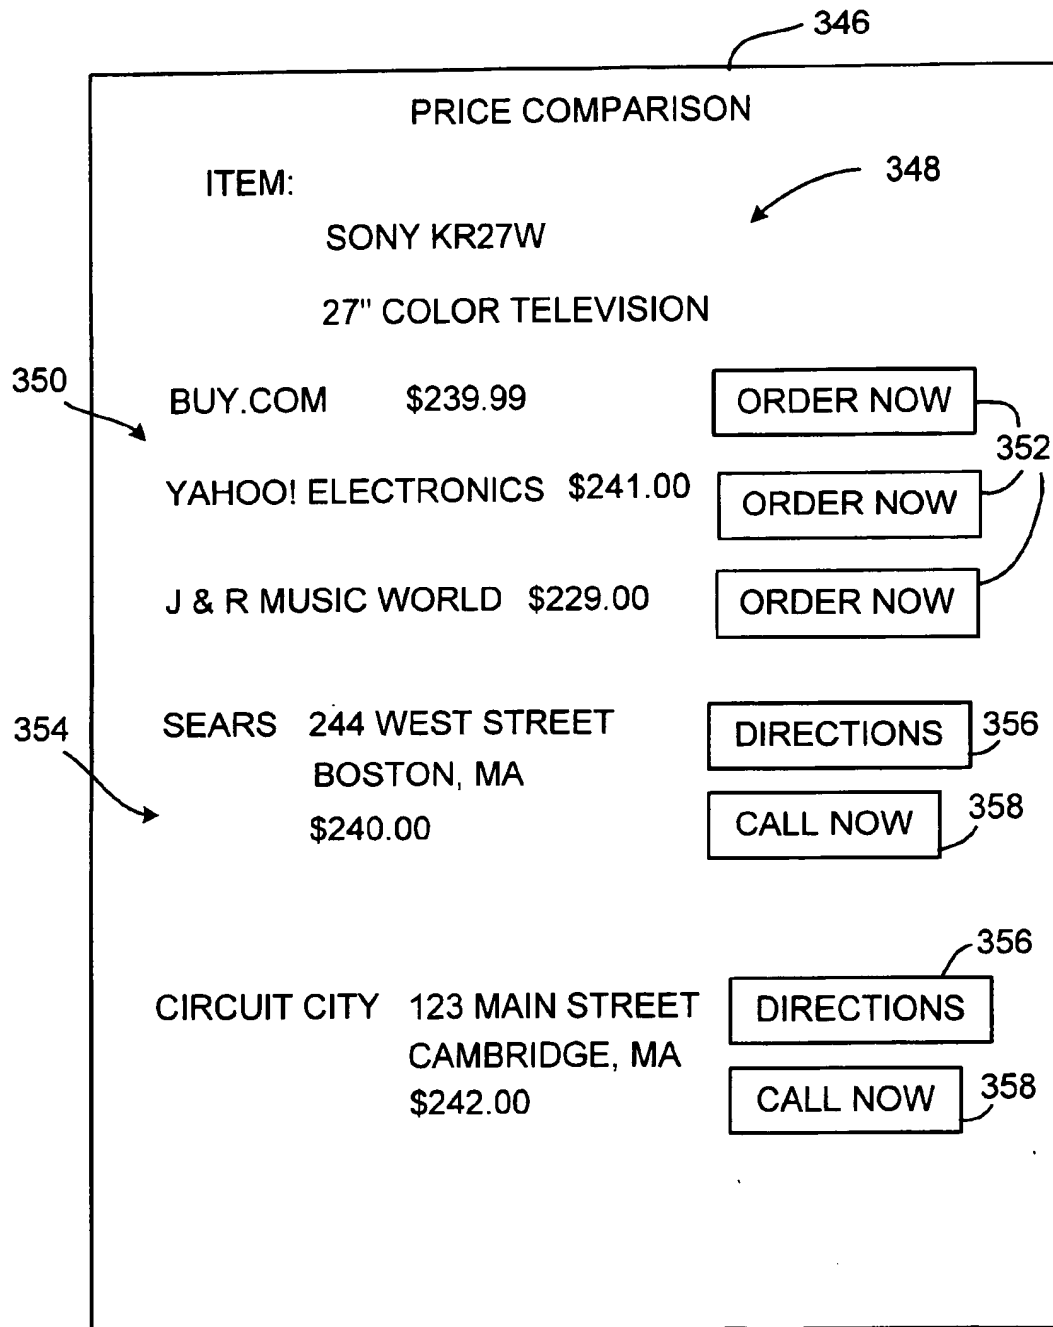 346
PRICE COMPARISON
ITEM:
348
SONY KR27W
27" COLOR TELEVISION
350
BUY.COM $239.99 ORDER NOW
352
YAHOO! ELECTRONICS $241.00 ORDER NOW
J & R MUSIC WORLD $229.00 ORDER NOW
354
SEARS 244 WEST STREET DIRECTIONS 356
BOSTON, MA
$240.00 CALL NOW 358
356
CIRCUIT CITY 123 MAIN STREET DIRECTIONS
CAMBRIDGE, MA
$242.00 CALL NOW 358